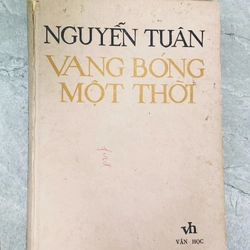 NGUYỄN TUÂN
VANG BÓNG
MỘT THỜI
vh
VĂN HỌC